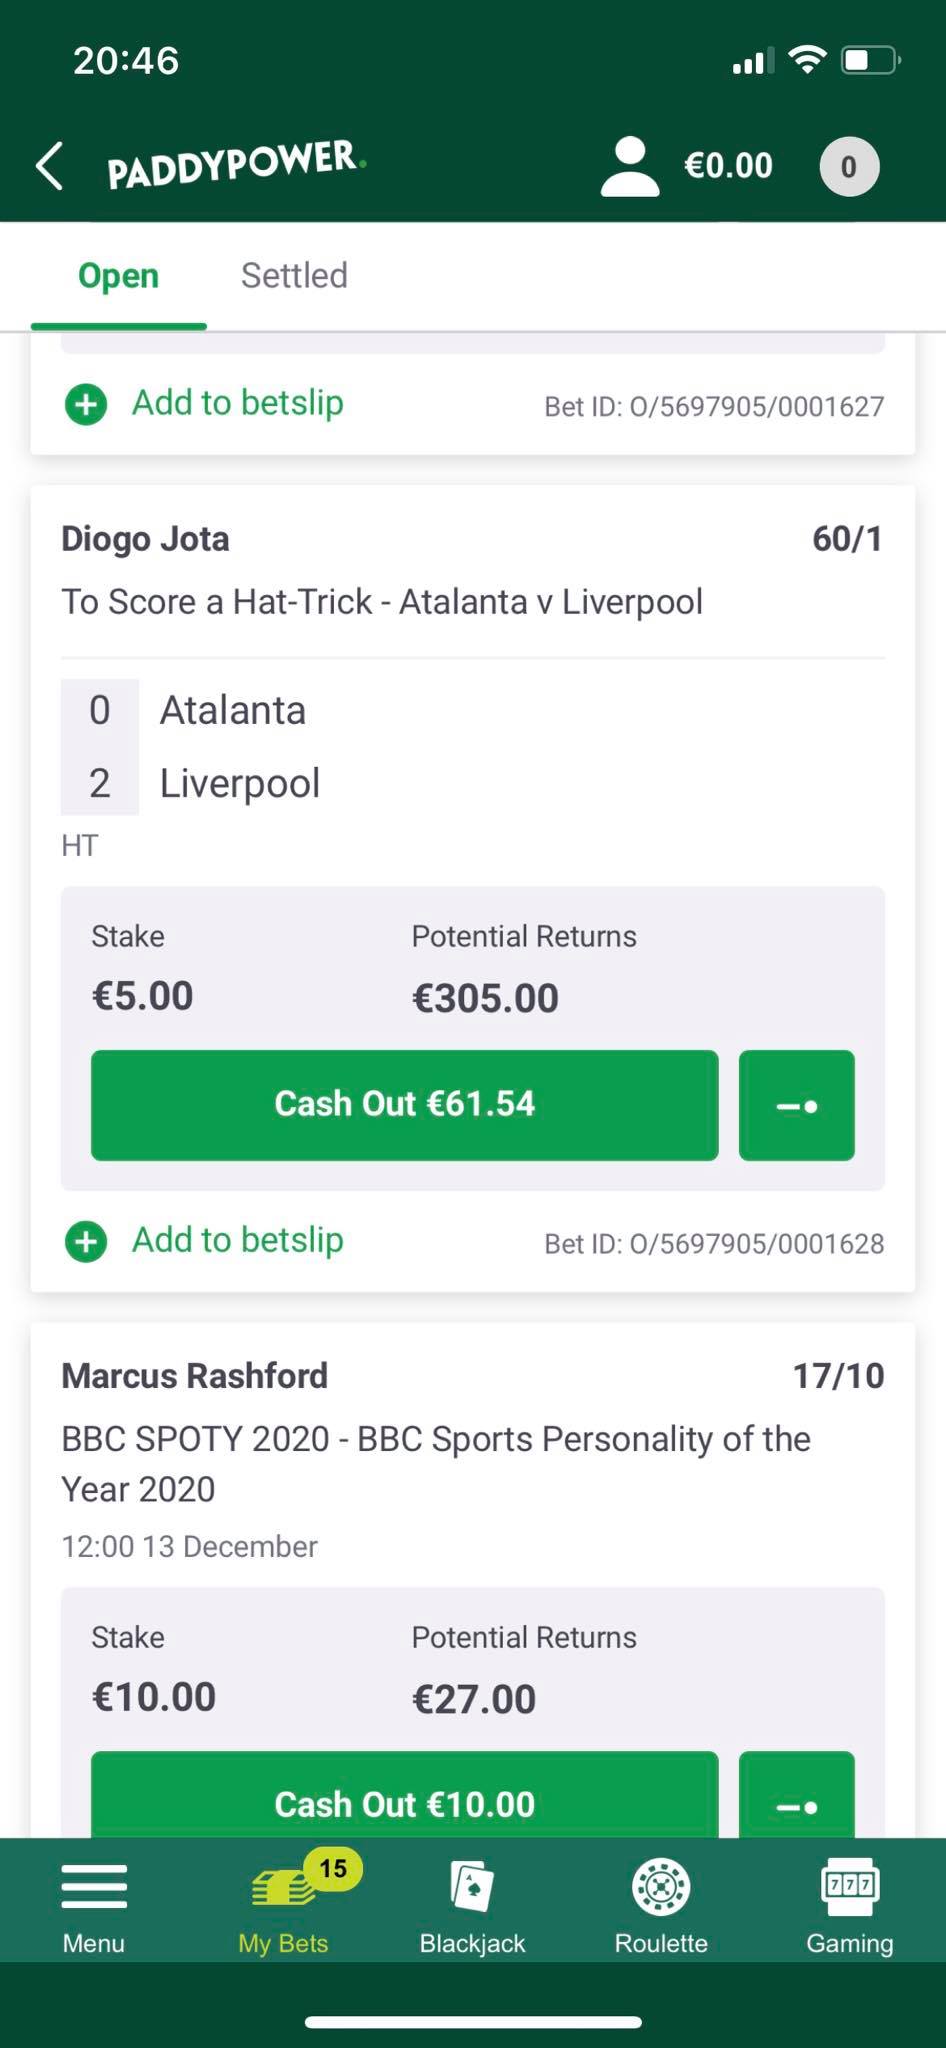 20:46
PADDYPOWER.
€0.00
0
Open
Settled
Add to betslip
Bet ID: O/5697905/0001627
Diogo Jota
60/1
To Score a Hat-Trick - Atalanta v Liverpool
0 Atalanta
2 Liverpool
HT
Stake
Potential Returns
€5.00
€305.00
Cash Out €61.54
Add to betslip
Bet ID: O/5697905/0001628
Marcus Rashford
17/10
BBC SPOTY 2020 - BBC Sports Personality of the
Year 2020
12:00 13 December
Stake
Potential Returns
€10.00
€27.00
Cash Out €10.00
15
A
777
Menu
My Bets
Blackjack
Roulette
Gaming